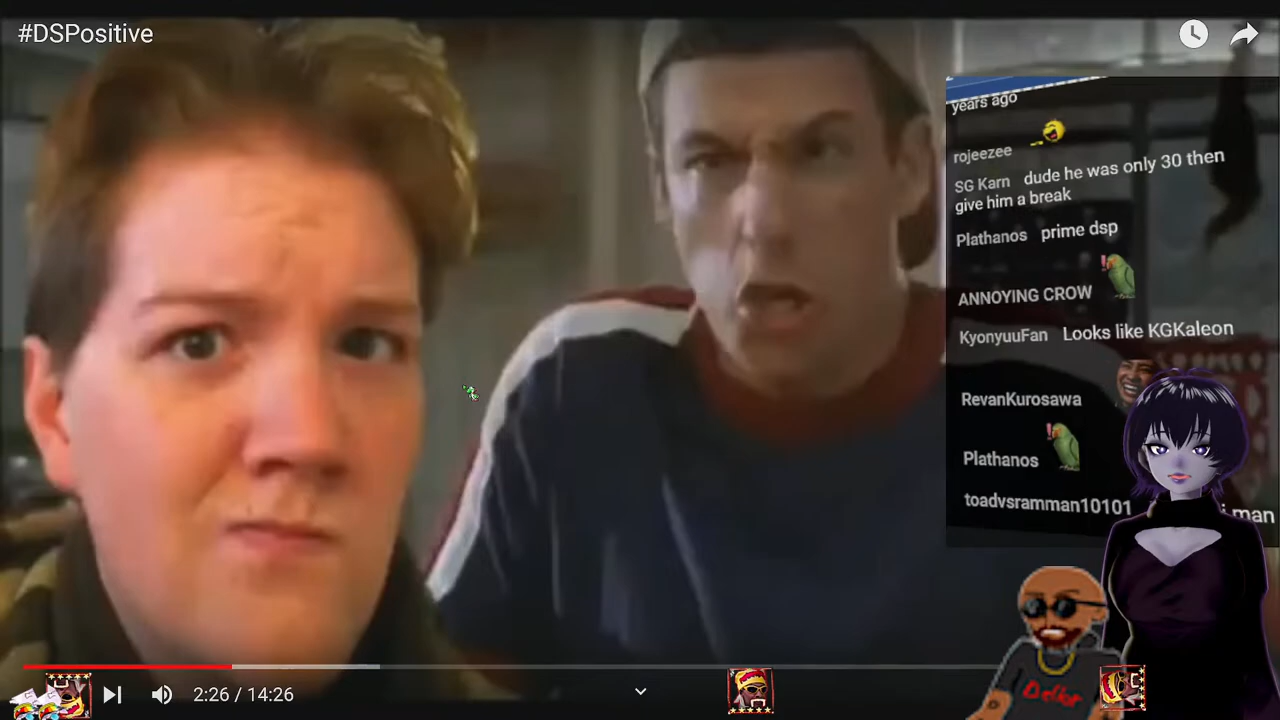 #DSPositive
years ago
rojeezee
SG Karn dude he was only 30 then
give him a break
Plathanos prime dsp
ANNOYING CROW
KyonyuuFan Looks like KGKaleon
RevanKurosawa
Plathanos
toadvsramman10101
man
2:26 / 14:26